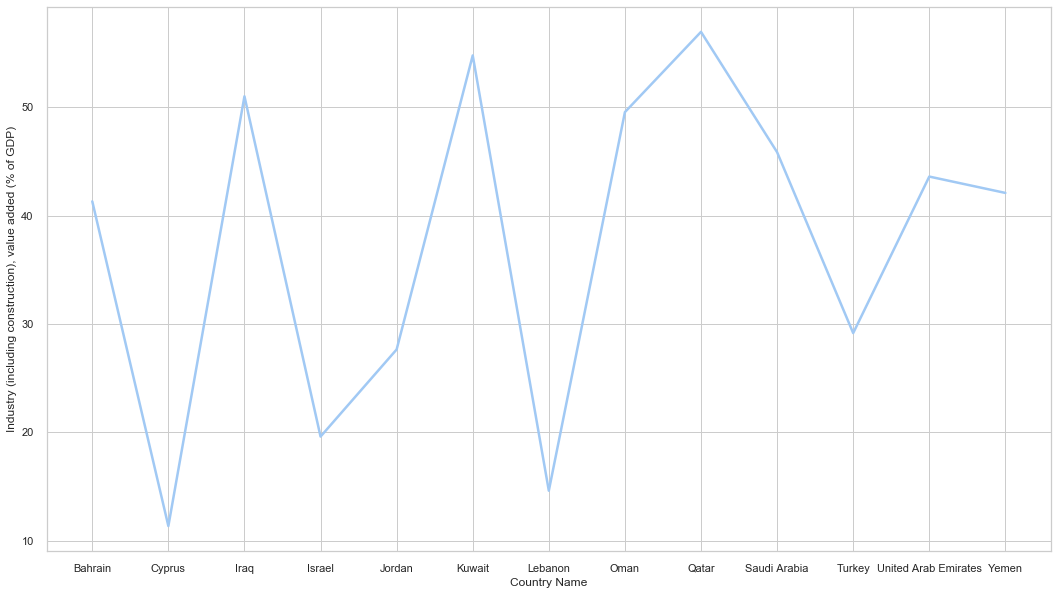 Industry (including construction), value added (% of GDP)
50
40
30
20
10
Bahrain Cyprus Iraq Israel Jordan Kuwait Lebanon Oman Qatar Saudi Arabia Turkey United Arab Emirates Yemen
Country Name